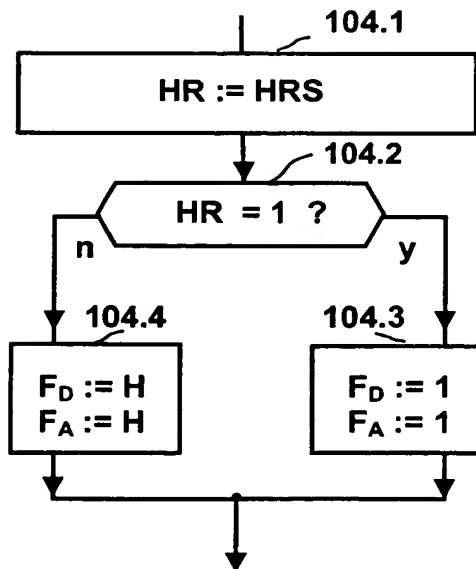 104.1
HR := HRS
104.2
HR = 1 ?
n
y
104.4
104.3
F_D := H
F_A := H
F_D := 1
F_A := 1